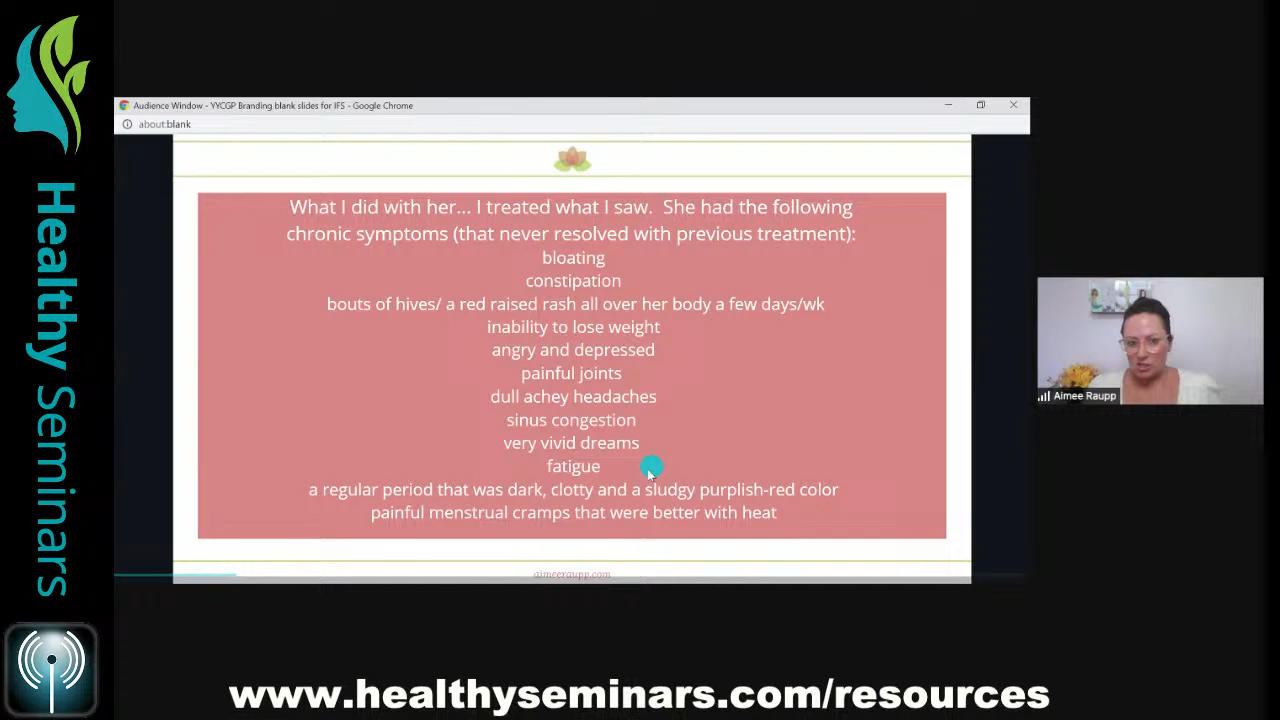 Healthy Seminars
Audience Window - YYCGP Branding blank slides for IFS - Google Chrome
about:blank
What I did with her... I treated what I saw.  She had the following
chronic symptoms (that never resolved with previous treatment):
bloating
constipation
bouts of hives/ a red raised rash all over her body a few days/wk
inability to lose weight
angry and depressed
painful joints
dull achey headaches
sinus congestion
very vivid dreams
fatigue
a regular period that was dark, clotty and a sludgy purplish-red color
painful menstrual cramps that were better with heat
aimeeraupp.com
Aimee Raupp
www.healthyseminars.com/resources